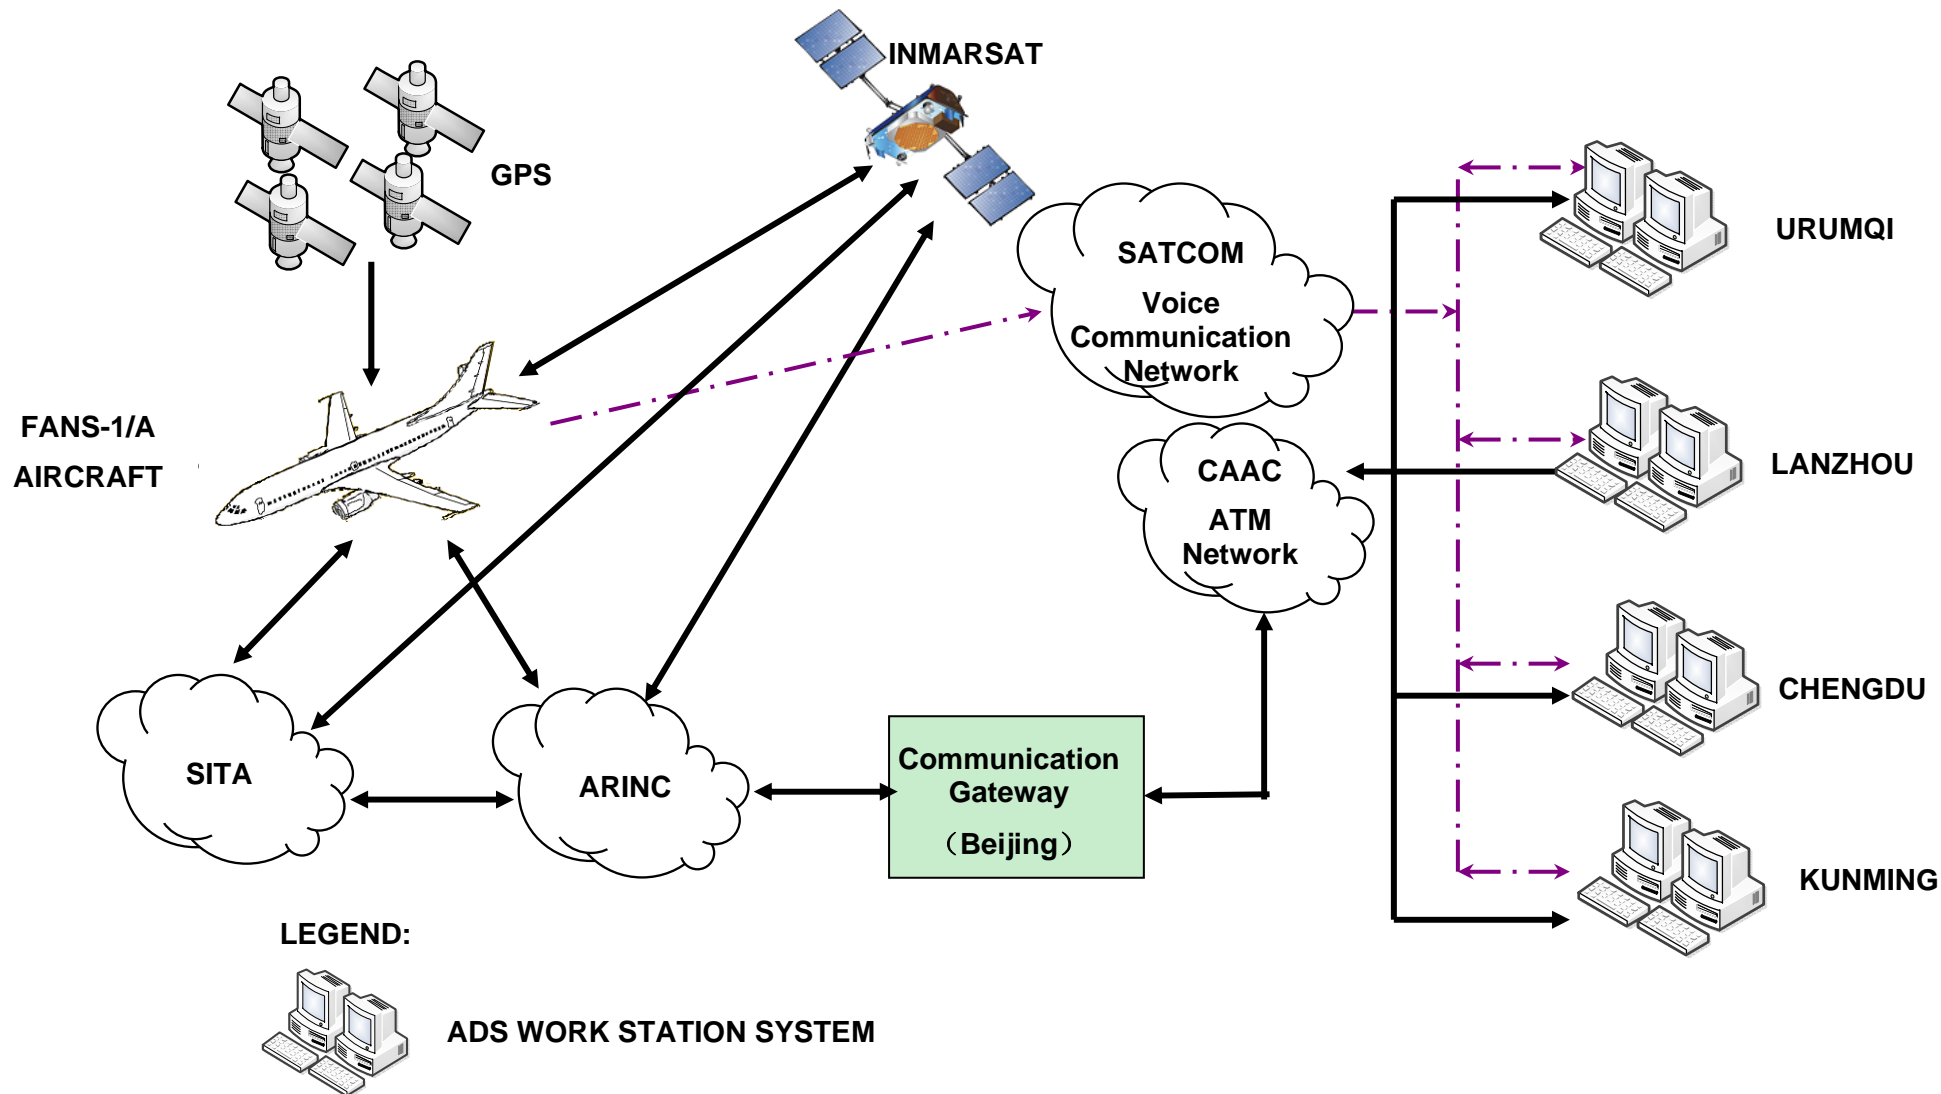 INMARSAT
GPS
SATCOM
Voice
Communication
Network
URUMQI
FANS-1/A
AIRCRAFT
CAAC
ATM
Network
LANZHOU
CHENGDU
SITA
ARINC
Communication
Gateway
（Beijing）
KUNMING
LEGEND:
ADS WORK STATION SYSTEM